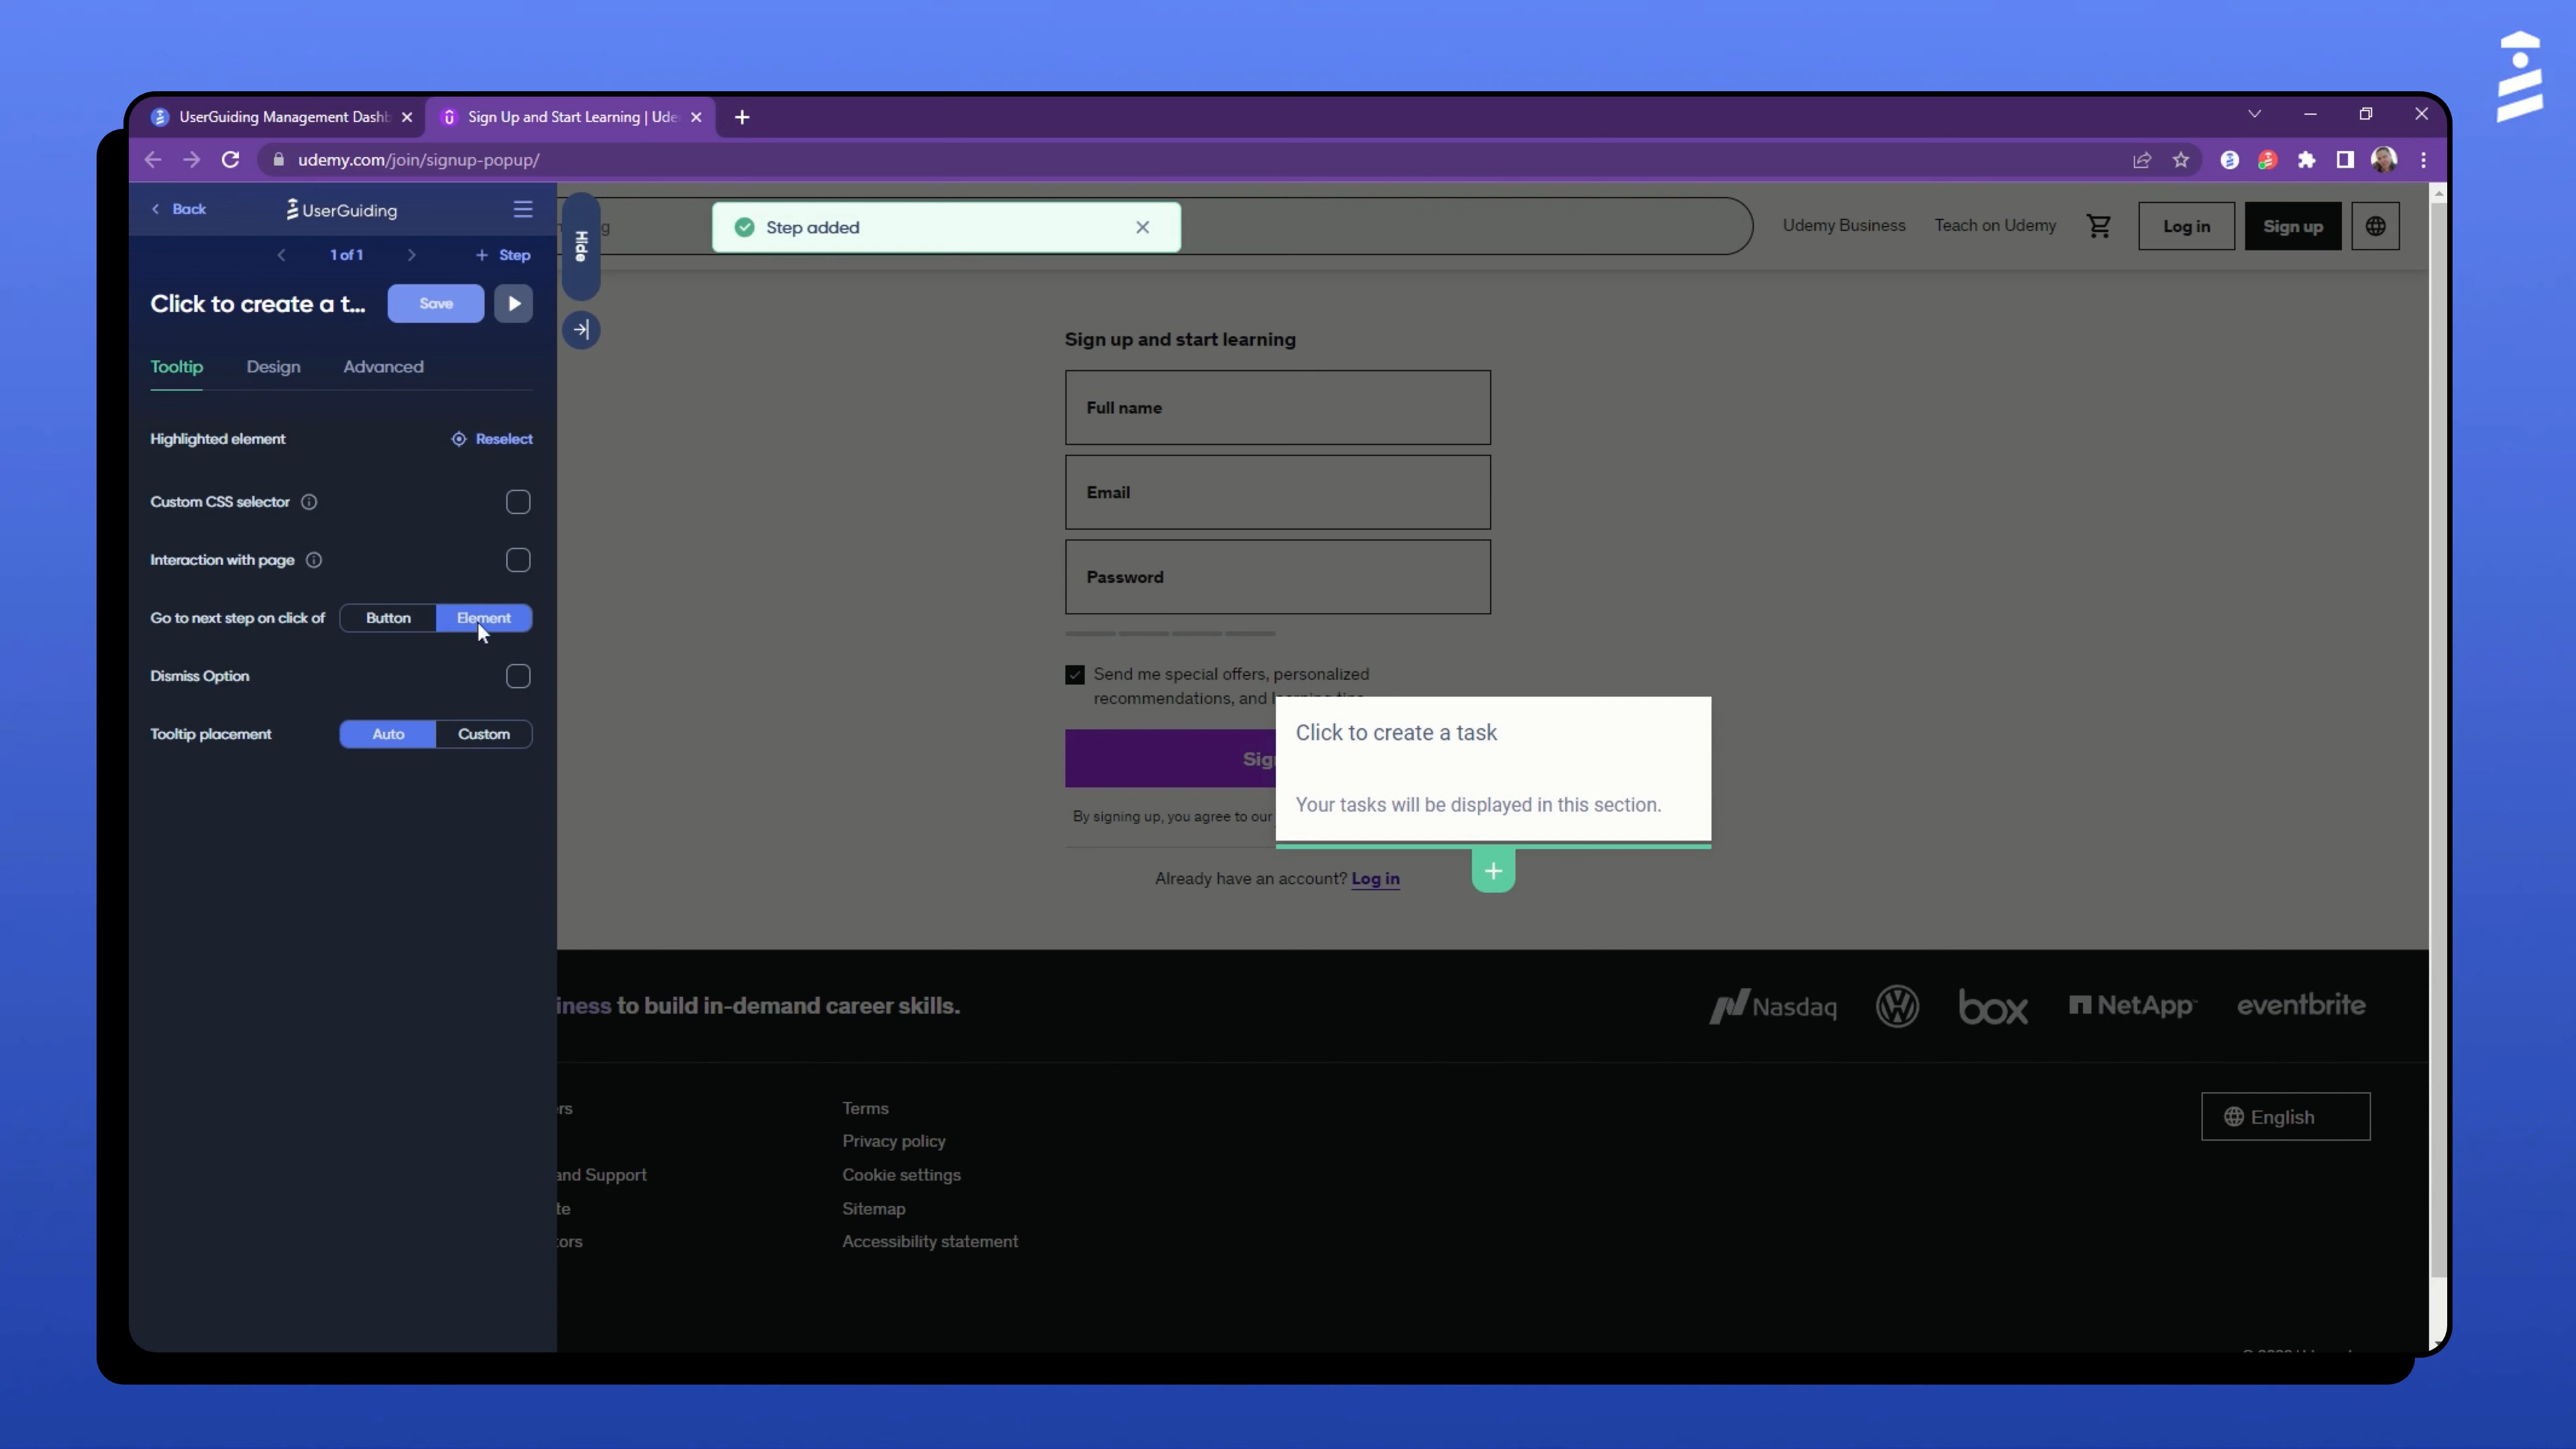 UserGuiding Management Dashb
Sign Up and Start Learning | Ude
udemy.com/join/signup-popup/
Back
UserGuiding
1 of 1
+ Step
Click to create a t...
Save
Tooltip
Design
Advanced
Highlighted element
Reselect
Custom CSS selector
Interaction with page
Go to next step on click of
Button
Element
Dismiss Option
Tooltip placement
Auto
Custom
Hide
g
Step added
Udemy Business
Teach on Udemy
Log in
Sign up
Sign up and start learning
Full name
Email
Password
Send me special offers, personalized
recommendations, and learning tips.
Sig
By signing up, you agree to our
Click to create a task
Your tasks will be displayed in this section.
Already have an account? Log in
iness to build in-demand career skills.
Nasdaq
box
NetApp
eventbrite
ers
and Support
te
tors
Terms
Privacy policy
Cookie settings
Sitemap
Accessibility statement
English